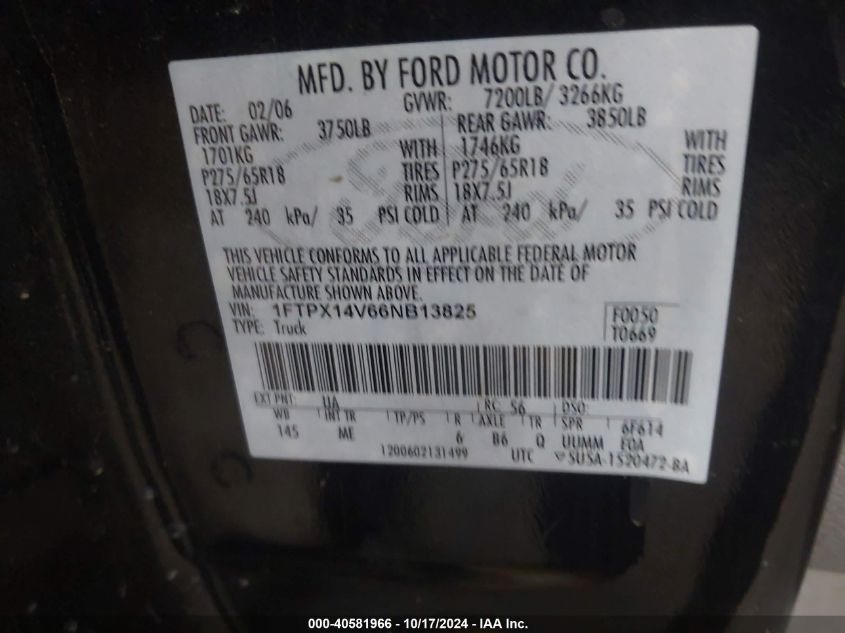 MFD. BY FORD MOTOR CO.
DATE: 02/06 GVWR: 7200LB/ 3266KG
FRONT GAWR: 3750LB REAR GAWR: 3850LB
1701KG WITH 1746KG WITH
P275/65R18 TIRES P275/65R18 TIRES
18X7.5J RIMS 18X7.5J RIMS
AT 240 kPa/ 35 PSI COLD AT 240 kPa/ 35 PSI COLD
THIS VEHICLE CONFORMS TO ALL APPLICABLE FEDERAL MOTOR
VEHICLE SAFETY STANDARDS IN EFFECT ON THE DATE OF
MANUFACTURE SHOWN ABOVE.
VIN: 1FTPX14V66NB13825 F0050
TYPE: Truck T0669
EXT PNT: UA RC: 56 DSO:
WB INT TR TP/PS R AXLE TR SPR 6F614
145 ME 6 B6 Q UUMM FOA
1200602131499 UTC 5U5A-1520472-BA
000-40581966 - 10/17/2024 - IAA Inc.